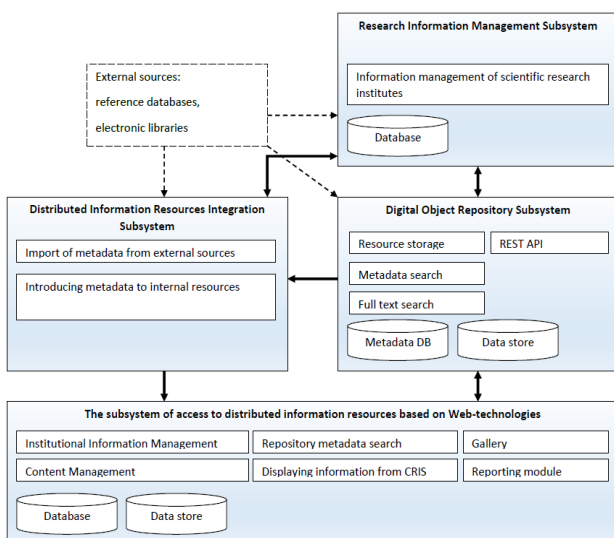 Research Information Management Subsystem
External sources:
reference databases,
electronic libraries
Information management of scientific research
institutes
Database
Distributed Information Resources Integration
Subsystem
Import of metadata from external sources
Introducing metadata to internal resources
Digital Object Repository Subsystem
Resource storage
REST API
Metadata search
Full text search
Metadata DB
Data store
The subsystem of access to distributed information resources based on Web-technologies
Institutional Information Management
Repository metadata search
Gallery
Content Management
Displaying information from CRIS
Reporting module
Database
Data store